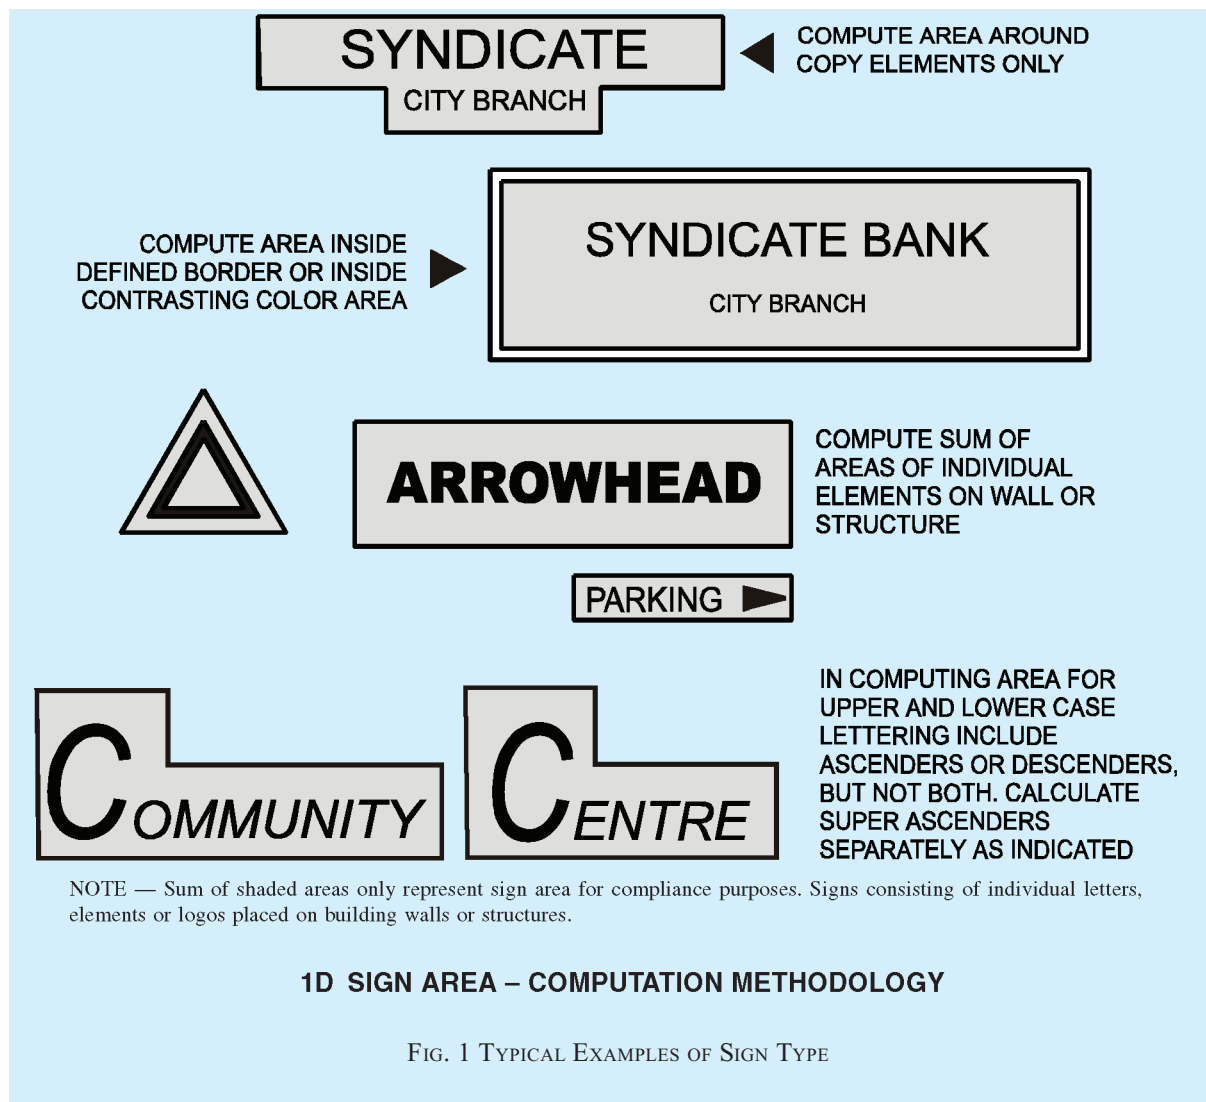 SYNDICATE
CITY BRANCH
COMPUTE AREA AROUND
COPY ELEMENTS ONLY
COMPUTE AREA INSIDE
DEFINED BORDER OR INSIDE
CONTRASTING COLOR AREA
SYNDICATE BANK
CITY BRANCH
ARROWHEAD
COMPUTE SUM OF
AREAS OF INDIVIDUAL
ELEMENTS ON WALL OR
STRUCTURE
PARKING
COMMUNITY
CENTRE
IN COMPUTING AREA FOR
UPPER AND LOWER CASE
LETTERING INCLUDE
ASCENDERS OR DESCENDERS,
BUT NOT BOTH. CALCULATE
SUPER ASCENDERS
SEPARATELY AS INDICATED
NOTE — Sum of shaded areas only represent sign area for compliance purposes. Signs consisting of individual letters,
elements or logos placed on building walls or structures.
1D SIGN AREA – COMPUTATION METHODOLOGY
FIG. 1 TYPICAL EXAMPLES OF SIGN TYPE